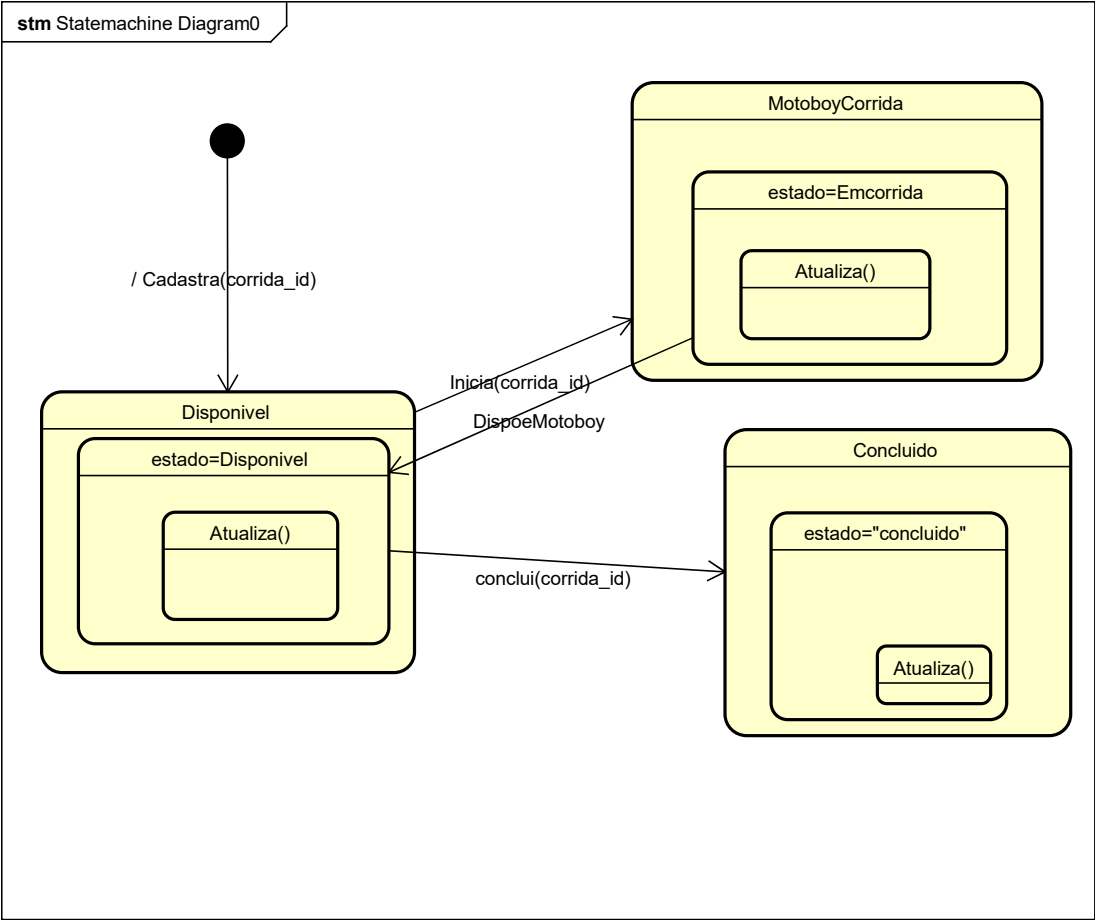 stm Statemachine Diagram0
MotoboyCorrida
estado=Emcorrida
Atualiza()
/ Cadastra(corrida_id)
Inicia(corrida_id)
DispoeMotoboy
Disponivel
estado=Disponivel
Atualiza()
conclui(corrida_id)
Concluido
estado="concluido"
Atualiza()